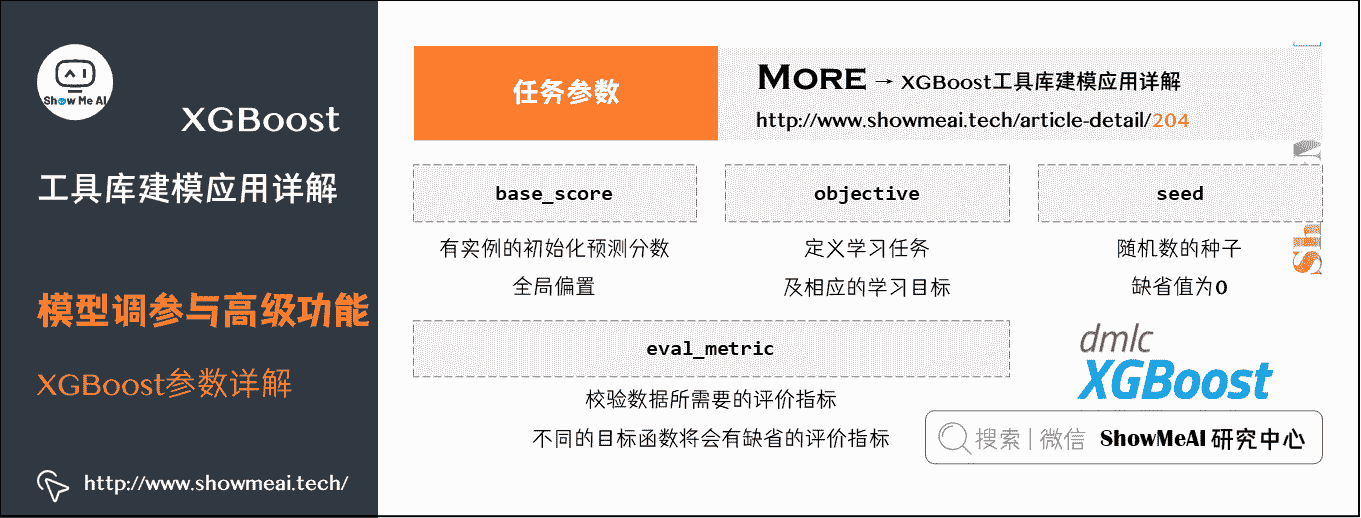 Show Me AI
XGBoost
工具库建模应用详解
模型调参与高级功能
XGBoost参数详解
http://www.showmeai.tech/
任务参数
MORE → XGBoost工具库建模应用详解
http://www.showmeai.tech/article-detail/204
base_score
有实例的初始化预测分数
全局偏置
objective
定义学习任务
及相应的学习目标
seed
随机数的种子
缺省值为0
eval_metric
校验数据所需要的评价指标
不同的目标函数将会有缺省的评价指标
dmlc
XGBoost
搜索 | 微信 ShowMeAI 研究中心
Sh